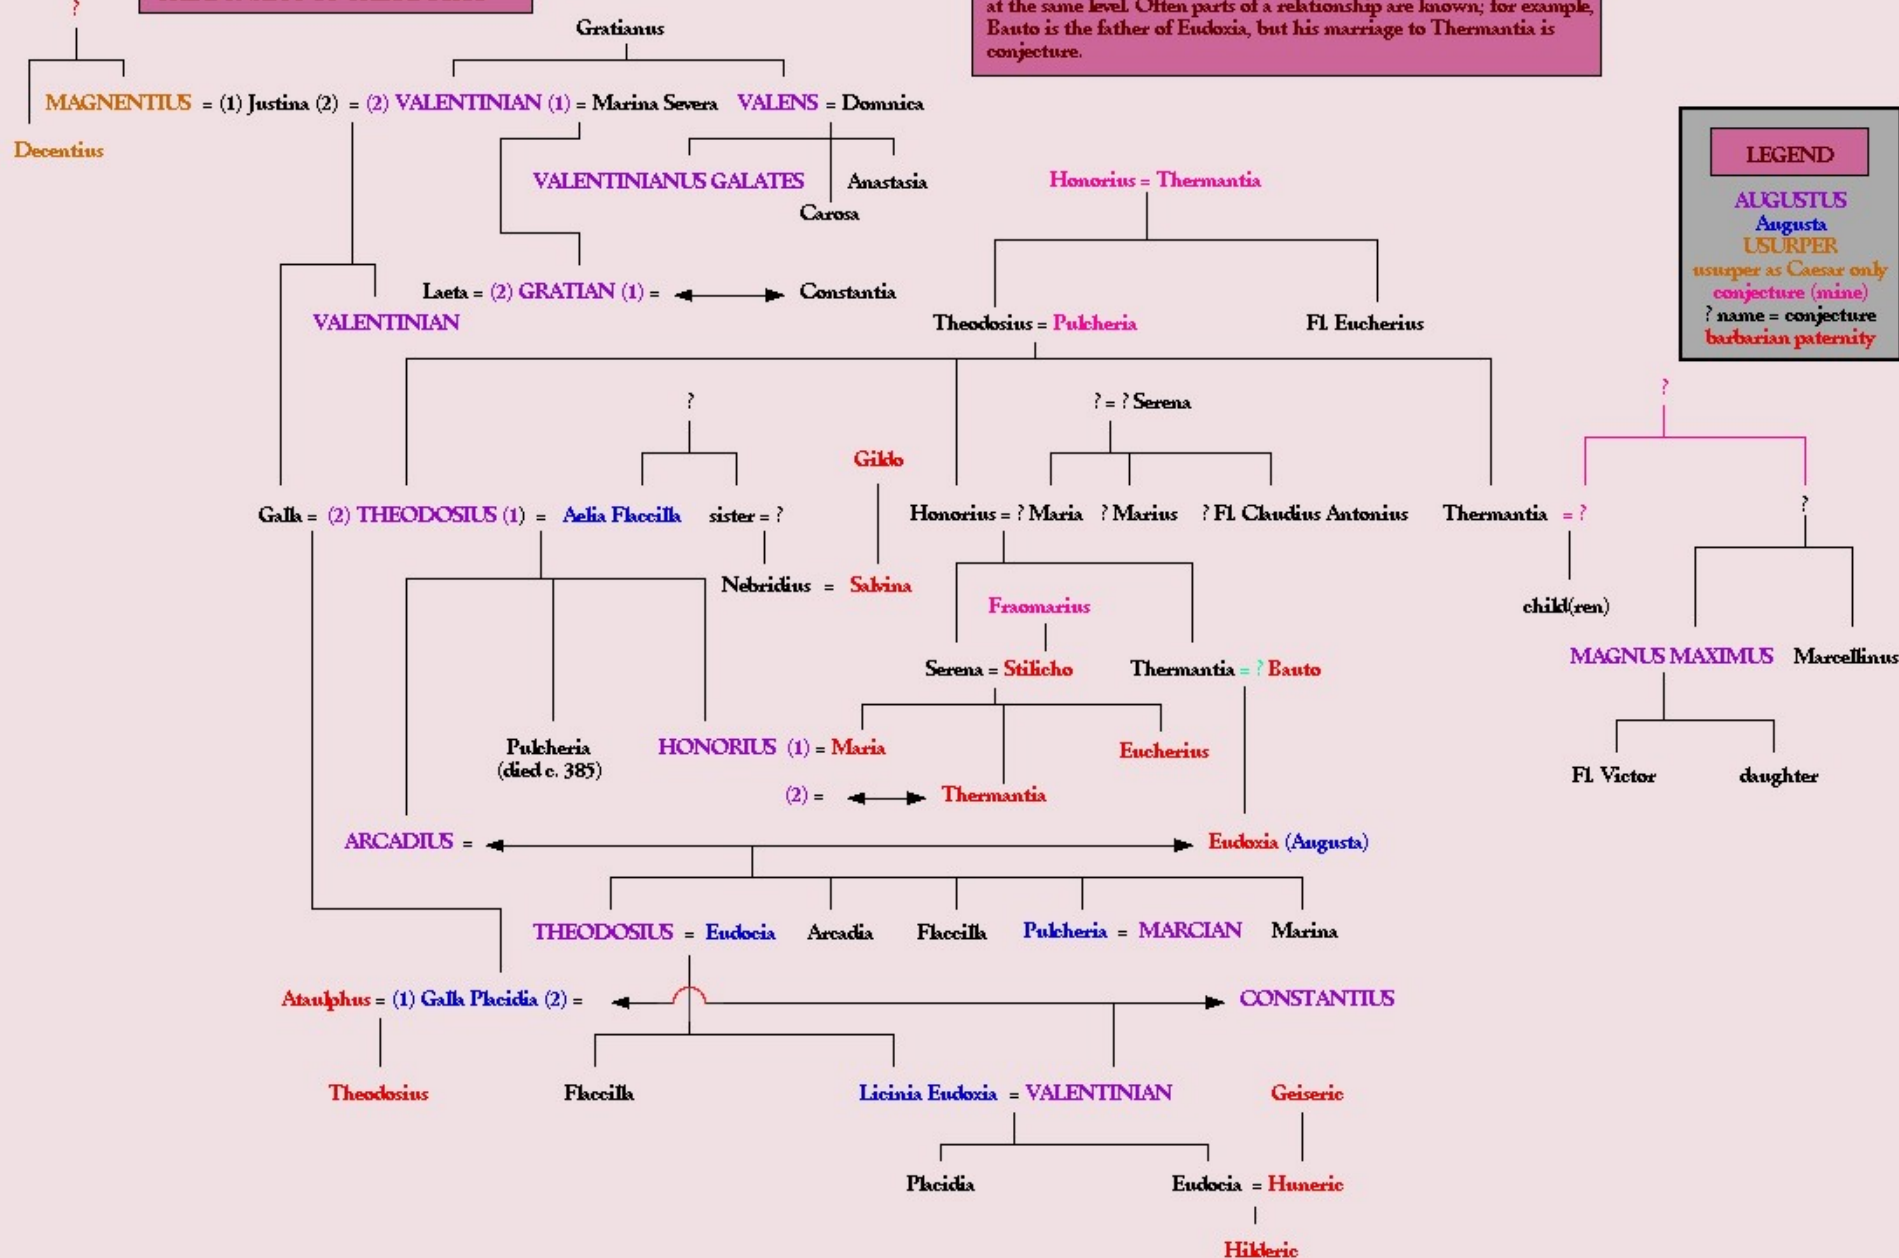 ?
at the same level. Often parts of a relationship are known; for example,
Bauto is the father of Eudoxia, but his marriage to Thermantia is
conjecture.
Gratianus
MAGNENTIUS = (1) Justina (2) = (2) VALENTINIAN (1) = Marina Severa VALENS = Domnica
Decentius
LEGEND
AUGUSTUS
Augusta
USURPER
usurper as Caesar only
conjecture (mine)
? name = conjecture
barbarian paternity
VALENTINIANUS GALATES Anastasia
Carosa
Honorius = Thermantia
Laeta = (2) GRATIAN (1) = Constantia
VALENTINIAN
Theodosius = Pulcheria Fl. Eucherius
?
? = ? Serena
?
Gildo
?
Galla = (2) THEODOSIUS (1) = Aelia Flaccilla sister = ? Honorius = ? Maria ? Marius ? Fl. Claudius Antonius Thermantia = ?
Nebridius = Salvina
Fraomarius
child(ren)
Serena = Stilicho Thermantia = ? Bauto
MAGNUS MAXIMUS Marcellinus
Pulcheria
(died c. 385)
HONORIUS (1) = Maria Eucherius
Fl. Victor daughter
(2) = Thermantia
ARCADIUS = Eudoxia (Augusta)
THEODOSIUS = Eudocia Arcadia Flaccilla Pulcheria = MARCIAN Marina
Ataulphus = (1) Galla Placidia (2) = CONSTANTIUS
Theodosius Flaccilla Licinia Eudoxia = VALENTINIAN Geiseric
Placidia Eudocia = Huneric
Hilderic